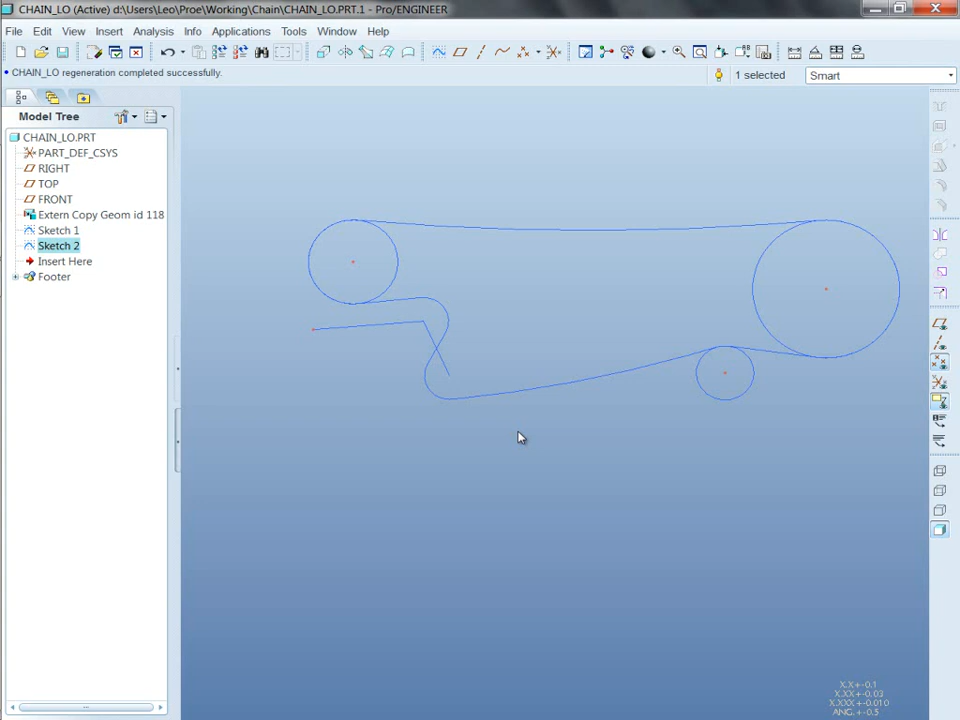 CHAIN_LO (Active) d:\Users\Leo\Proe\Working\Chain\CHAIN_LO.PRT.1 - Pro/ENGINEER
File Edit View Insert Analysis Info Applications Tools Window Help
CHAIN_LO regeneration completed successfully.
1 selected
Smart
Model Tree
CHAIN_LO.PRT
PART_DEF_CSYS
RIGHT
TOP
FRONT
Extern Copy Geom id 118
Sketch 1
Sketch 2
Insert Here
Footer
X.X+-0.1
X.XX+-0.03
X.XXX+-0.010
ANG.+-0.5